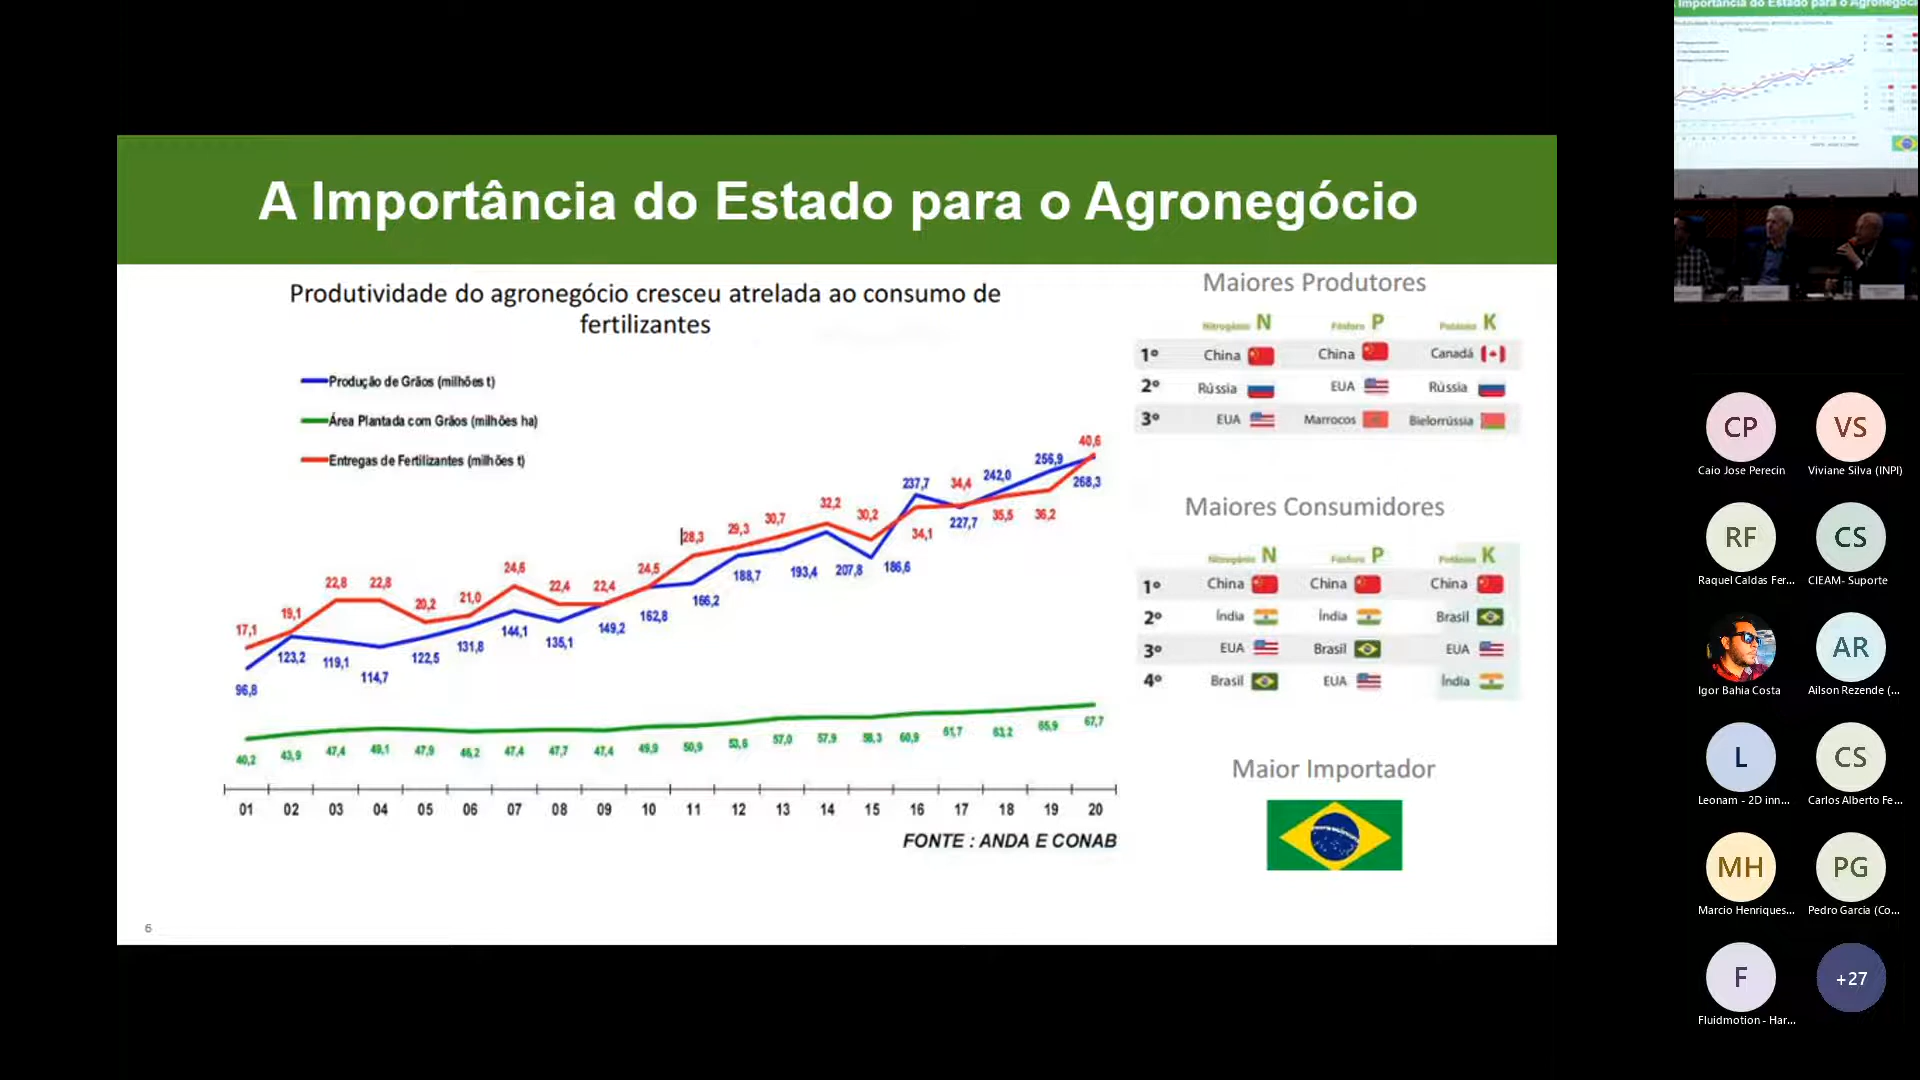 A Importância do Estado para o Agronegócio
Produtividade do agronegócio cresceu atrelada ao consumo de
fertilizantes
Produção de Grãos (milhões t)
Área Plantada com Grãos (milhões ha)
Entregas de Fertilizantes (milhões t)
17,1 19,1 22,8 22,8 20,2 21,0 24,6 22,4 22,4 24,5 28,3 29,3 30,7 32,2 30,2 34,1 34,4 35,5 36,2 40,6
96,8 123,2 119,1 114,7 122,5 131,8 144,1 135,1 149,2 162,8 166,2 188,7 193,4 207,8 186,6 237,7 227,7 242,0 256,9 268,3
40,2 43,9 47,4 49,1 47,9 46,2 47,4 47,7 47,4 49,9 50,9 53,6 57,0 57,9 58,3 60,9 61,7 63,2 65,9 67,7
01 02 03 04 05 06 07 08 09 10 11 12 13 14 15 16 17 18 19 20
FONTE : ANDA E CONAB
6
Maiores Produtores
Nitrogênio N Fósforo P Potássio K
1º China China Canadá
2º Rússia EUA Rússia
3º EUA Marrocos Bielorrússia
Maiores Consumidores
Nitrogênio N Fósforo P Potássio K
1º China China China
2º Índia Índia Brasil
3º EUA Brasil EUA
4º Brasil EUA Índia
Maior Importador
Importância do Estado para o Agronegóci
CP VS
Caio Jose Perecin Viviane Silva (INPI)
RF CS
Raquel Caldas Fer... CIEAM- Suporte
AR
Igor Bahia Costa Ailson Rezende (...
L CS
Leonam - 2D inn... Carlos Alberto Fe...
MH PG
Marcio Henriques... Pedro Garcia (Co...
F +27
Fluidmotion - Har...